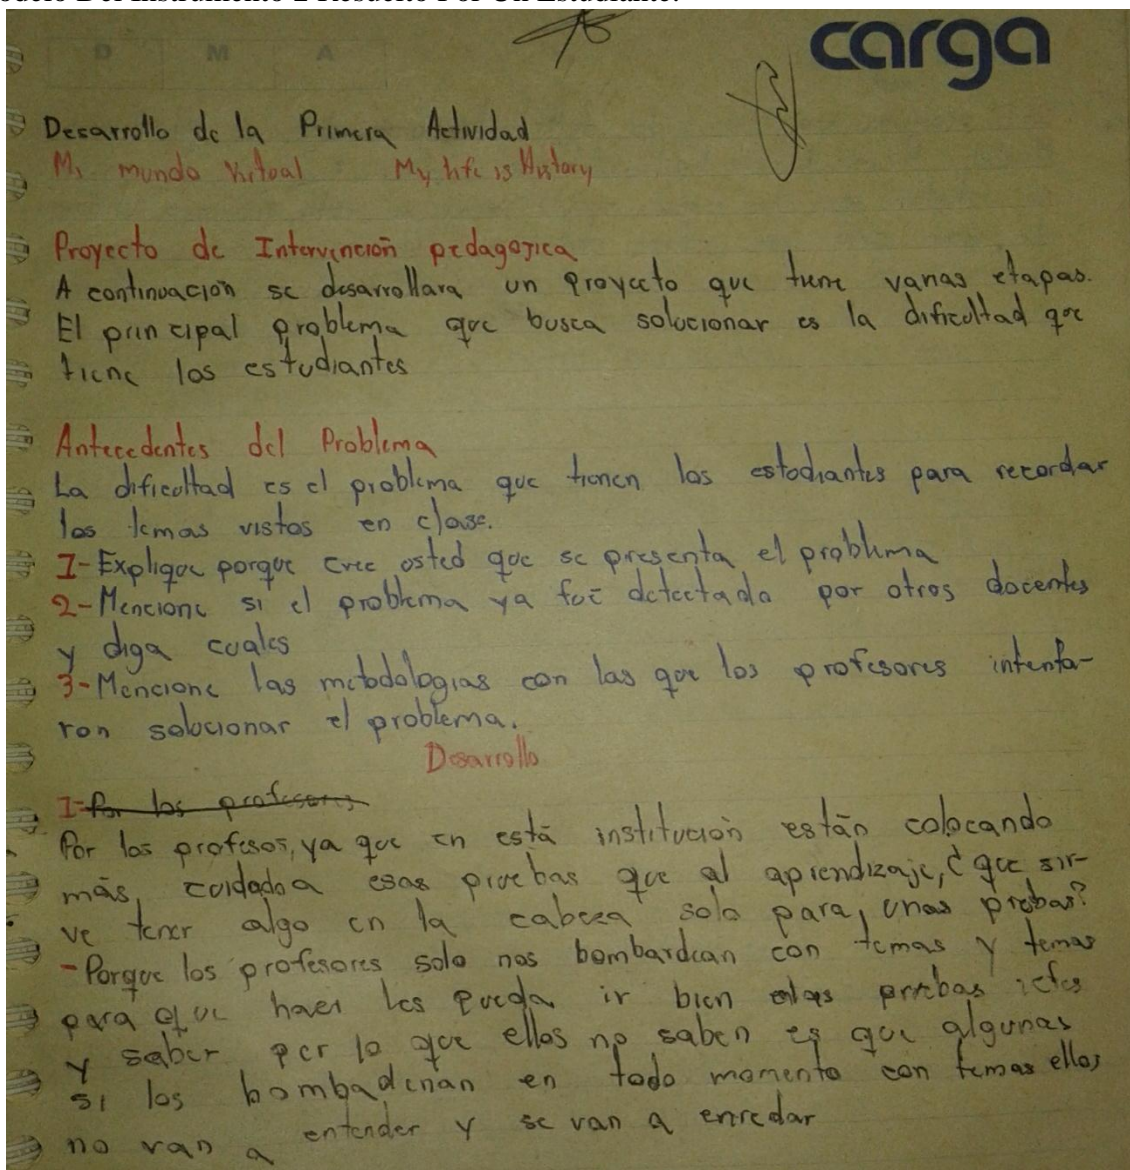 Modelo Del Instrumento 2 Resuelto Por Un Estudiante.
carga
D M A
Desarrollo de la Primera Actividad
Mi mundo Virtual My life is History
Proyecto de Intervención pedagogica
A continuación se desarrollara un proyecto que tiene varias etapas.
El principal problema que busca solucionar es la dificultad que
tiene los estudiantes
Antecedentes del Problema
La dificultad es el problema que tienen los estudiantes para recordar
los temas vistos en clase.
1-Explique porque cree usted que se presenta el problema
2-Mencione si el problema ya fue detectado por otros docentes
y diga cuales
3-Mencione las metodologias con las que los profesores intenta-
ron solucionar el problema.
Desarrollo
1-Por los profesores
Por los profesos, ya que en está institución están colocando
más cuidado a esas pruebas que al aprendizaje, ¿que sir-
ve tener algo en la cabeza solo para, unas probas?
-Porque los profesores solo nos bombardean con temas y temas
para que haver les pueda ir bien pruebas icfes
y saber per lo que ellos no saben es que algunas
si los bombadenan en todo momento con temas ellos
no van a entender y se van a enredar